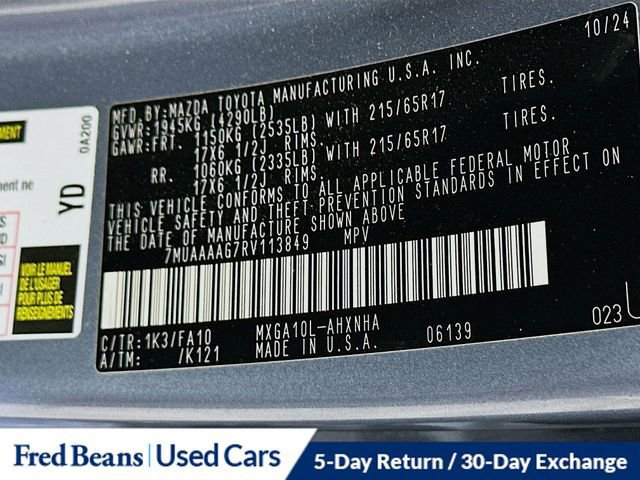 10/24
MFD.BY:MAZDA TOYOTA MANUFACTURING U.S.A. INC.
GVWR:1945KG (4290LB)
GAWR:FRT. 1150KG (2535LB) WITH 215/65R17 TIRES.
17X6 1/2J RIMS.
RR. 1060KG (2335LB) WITH 215/65R17 TIRES.
17X6 1/2J RIMS.
THIS VEHICLE CONFORMS TO ALL APPLICABLE FEDERAL MOTOR
VEHICLE SAFETY AND THEFT PREVENTION STANDARDS IN EFFECT ON
THE DATE OF MANUFACTURE SHOWN ABOVE
7MUAAAAG7RV113849 MPV
C/TR:1K3/FA10 MXGA10L-AHXNHA
A/TM: /K121 MADE IN U.S.A. 06139
023
0A200
YD
EMENT
ment ne
VOIR LE MANUEL
DE L'USAGER
POUR PLUS DE
RENSEIGNEMENTS
Fred Beans | Used Cars
5-Day Return / 30-Day Exchange